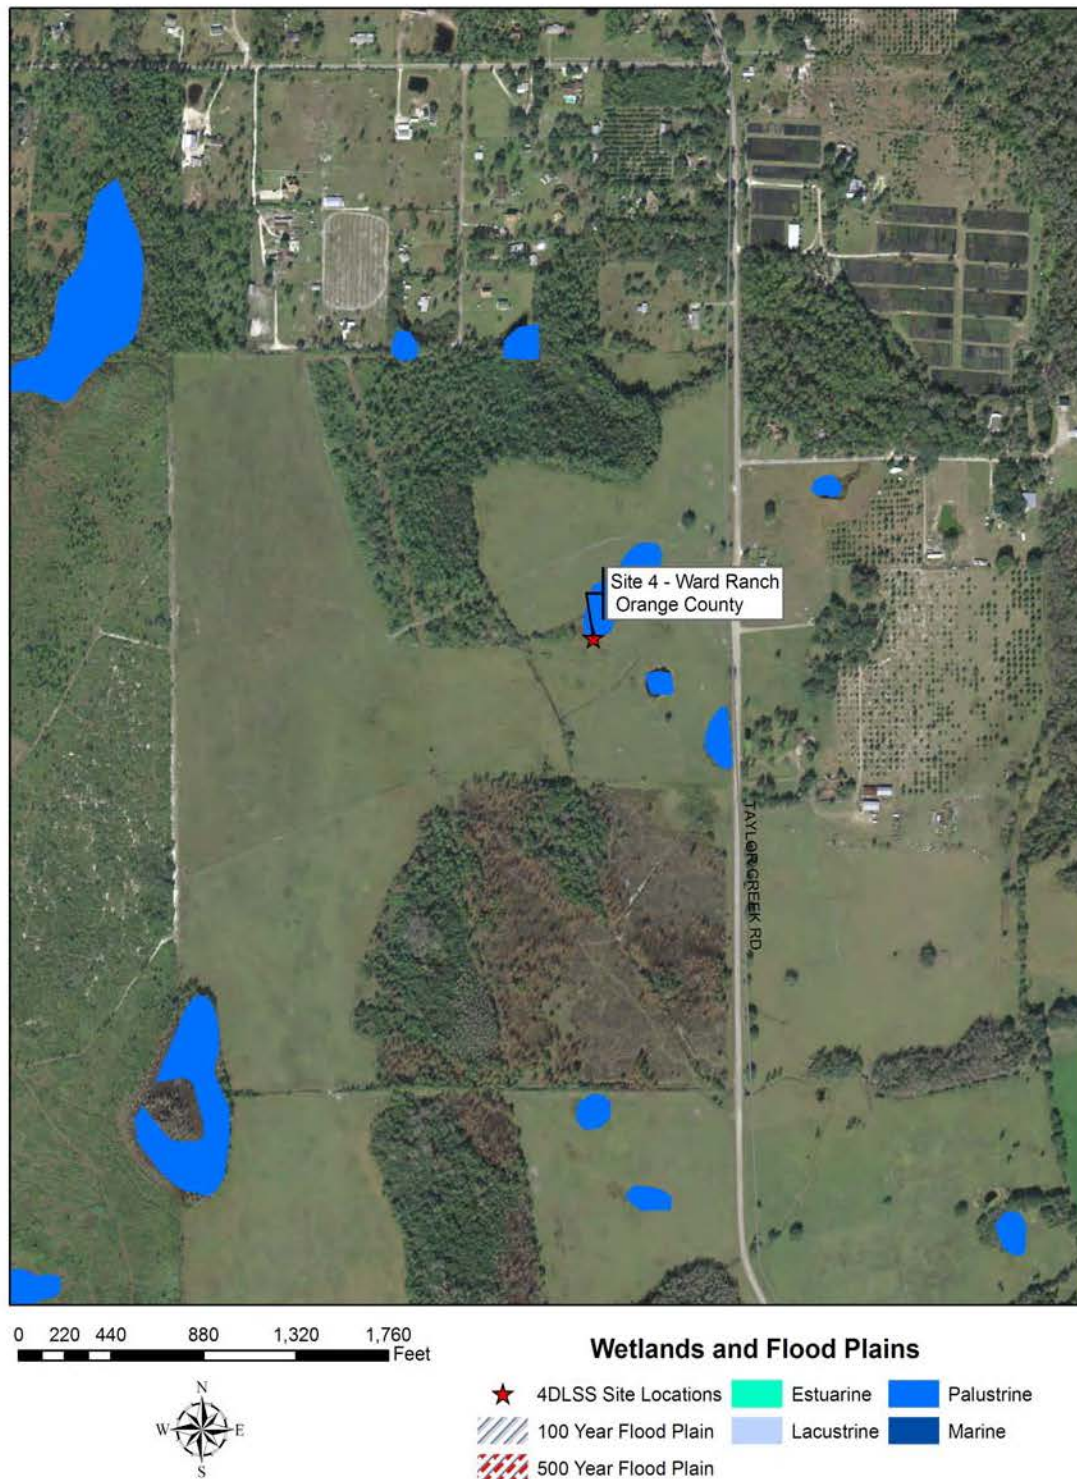 Site 4 - Ward Ranch
Orange County
TAYLOR CREEK RD
0 220 440 880 1,320 1,760
Feet
N
W E
S
Wetlands and Flood Plains
4DLSS Site Locations Estuarine Palustrine
100 Year Flood Plain Lacustrine Marine
500 Year Flood Plain